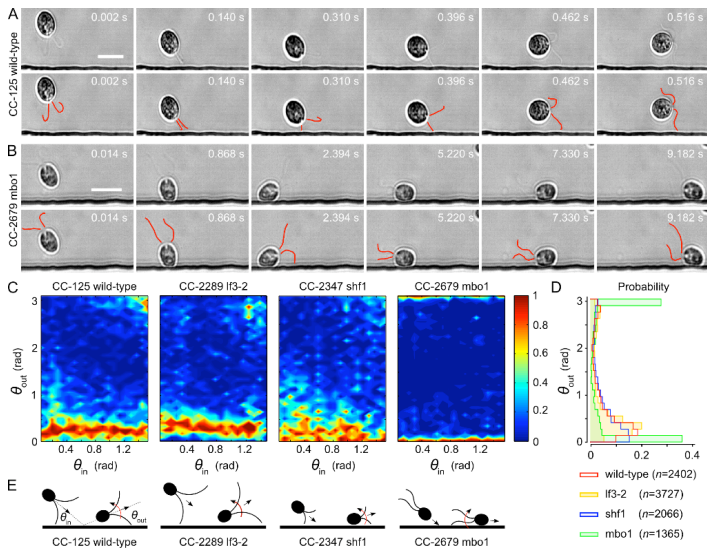 A
CC-125 wild-type
0.002 s 0.140 s 0.310 s 0.396 s 0.462 s 0.516 s
0.002 s 0.140 s 0.310 s 0.396 s 0.462 s 0.516 s
B
CC-2679 mbo1
0.014 s 0.868 s 2.394 s 5.220 s 7.330 s 9.182 s
0.014 s 0.868 s 2.394 s 5.220 s 7.330 s 9.182 s
C
CC-125 wild-type CC-2289 lf3-2 CC-2347 shf1 CC-2679 mbo1
θout (rad)
3
2
1
0
0.4 0.8 1.2 0.4 0.8 1.2 0.4 0.8 1.2 0.4 0.8 1.2
θin (rad) θin (rad) θin (rad) θin (rad)
1
0.8
0.6
0.4
0.2
0
D
Probability
θout (rad)
3
2
1
0
0 0.1 0.2 0.3 0.4
wild-type (n=2402)
lf3-2 (n=3727)
shf1 (n=2066)
mbo1 (n=1365)
E
θin θout
CC-125 wild-type CC-2289 lf3-2 CC-2347 shf1 CC-2679 mbo1